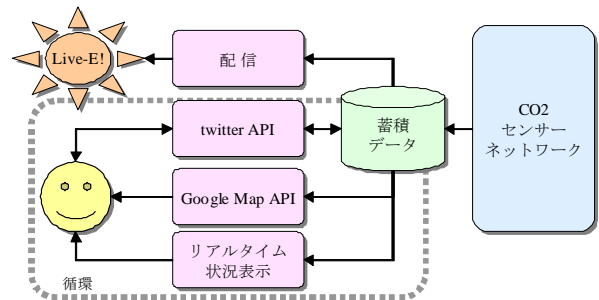 Live-E!
配 信
CO2
センサー
ネットワーク
twitter API
蓄積
データ
Google Map API
リアルタイム
状況表示
循環